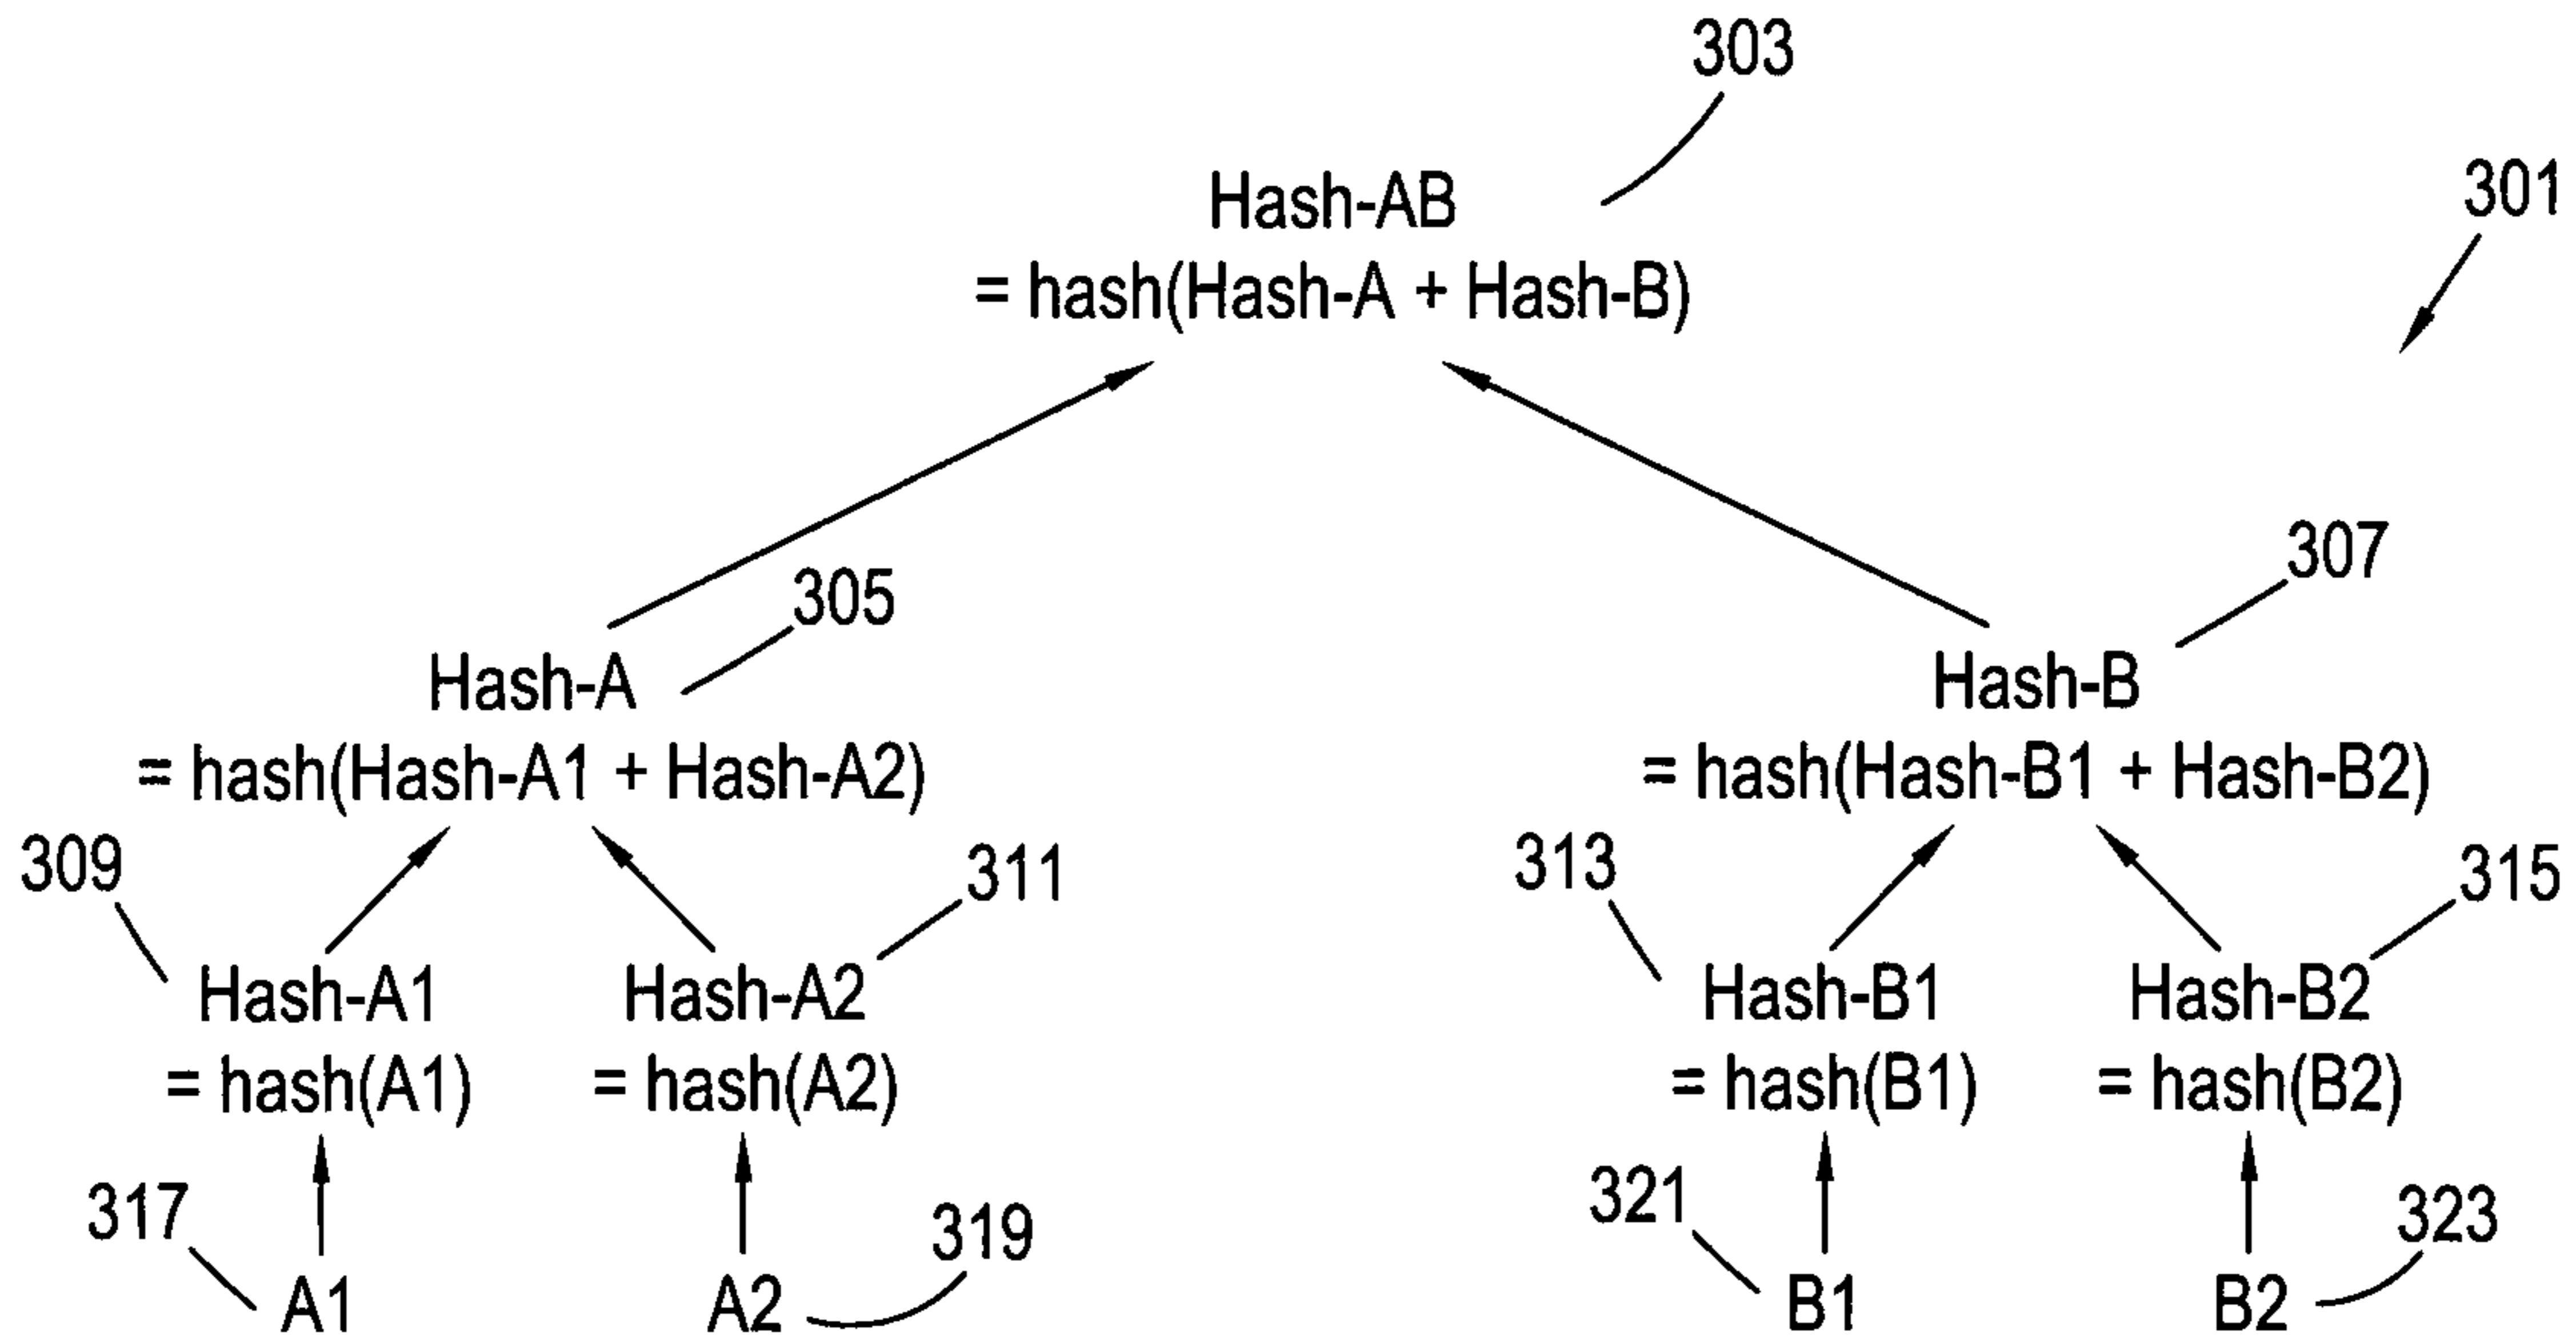 303
301
Hash-AB
= hash(Hash-A + Hash-B)
305
307
Hash-A
= hash(Hash-A1 + Hash-A2)
Hash-B
= hash(Hash-B1 + Hash-B2)
309
311
313
315
Hash-A1
= hash(A1)
Hash-A2
= hash(A2)
Hash-B1
= hash(B1)
Hash-B2
= hash(B2)
317
319
321
323
A1
A2
B1
B2